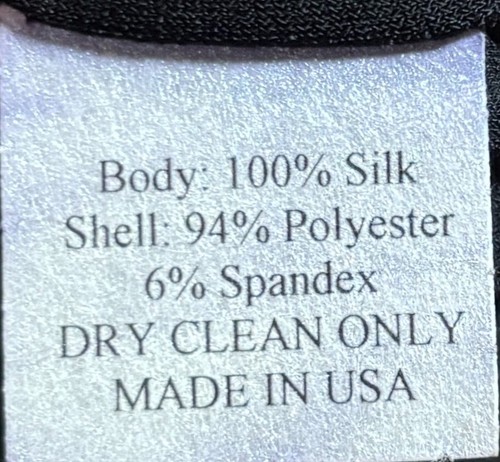 Body: 100% Silk
Shell: 94% Polyester
6% Spandex
DRY CLEAN ONLY
MADE IN USA